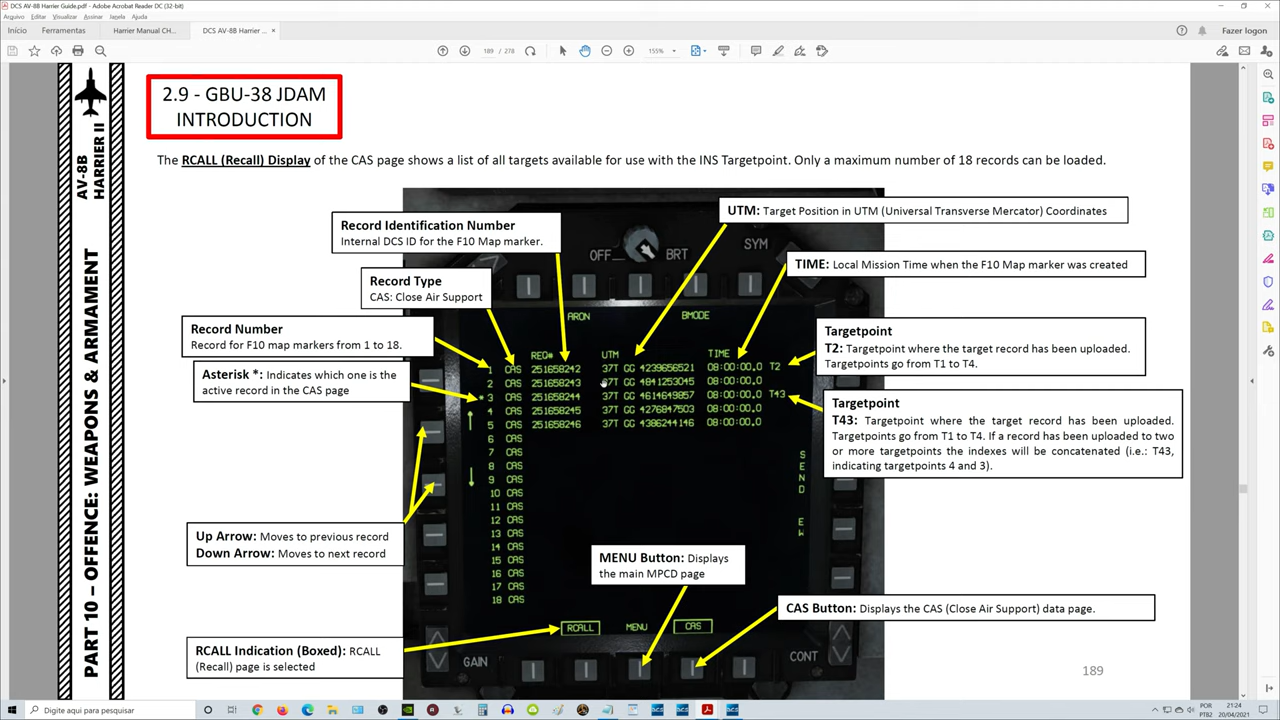 DCS AV-8B Harrier Guide.pdf - Adobe Acrobat Reader DC (32-bit)
Arquivo Editar Visualizar Assinar Janela Ajuda
Início Ferramentas Harrier Manual CH... DCS AV-8B Harrier ... × Fazer logon
189 / 278 155%
AV-8B
HARRIER II
PART 10 – OFFENCE: WEAPONS & ARMAMENT
2.9 - GBU-38 JDAM
INTRODUCTION
The RCALL (Recall) Display of the CAS page shows a list of all targets available for use with the INS Targetpoint. Only a maximum number of 18 records can be loaded.
Record Identification Number
Internal DCS ID for the F10 Map marker.
UTM: Target Position in UTM (Universal Transverse Mercator) Coordinates
Record Type
CAS: Close Air Support
TIME: Local Mission Time when the F10 Map marker was created
Record Number
Record for F10 map markers from 1 to 18.
Asterisk *: Indicates which one is the
active record in the CAS page
Targetpoint
T2: Targetpoint where the target record has been uploaded.
Targetpoints go from T1 to T4.
Targetpoint
T43: Targetpoint where the target record has been uploaded.
Targetpoints go from T1 to T4. If a record has been uploaded to two
or more targetpoints the indexes will be concatenated (i.e.: T43,
indicating targetpoints 4 and 3).
OFF BRT SYM
ARON BMODE
REQ# UTM TIME
1 CAS 251658242 37T GG 4239656521 08:00:00.0 T2
2 CAS 251658243 37T GG 4841253045 08:00:00.0
* 3 CAS 251658244 37T GG 4614649857 08:00:00.0 T43
4 CAS 251658245 37T GG 4276847503 08:00:00.0
5 CAS 251658246 37T GG 4386244146 08:00:00.0
6 CAS
7 CAS
8 CAS
9 CAS
10 CAS
11 CAS
12 CAS
13 CAS
14 CAS
15 CAS
16 CAS
17 CAS
18 CAS
SEND
Up Arrow: Moves to previous record
Down Arrow: Moves to next record
MENU Button: Displays
the main MPCD page
CAS Button: Displays the CAS (Close Air Support) data page.
RCALL MENU CAS
RCALL Indication (Boxed): RCALL
(Recall) page is selected
GAIN CONT
189
Digite aqui para pesquisar
POR
PTB2
21:24
20/04/2021